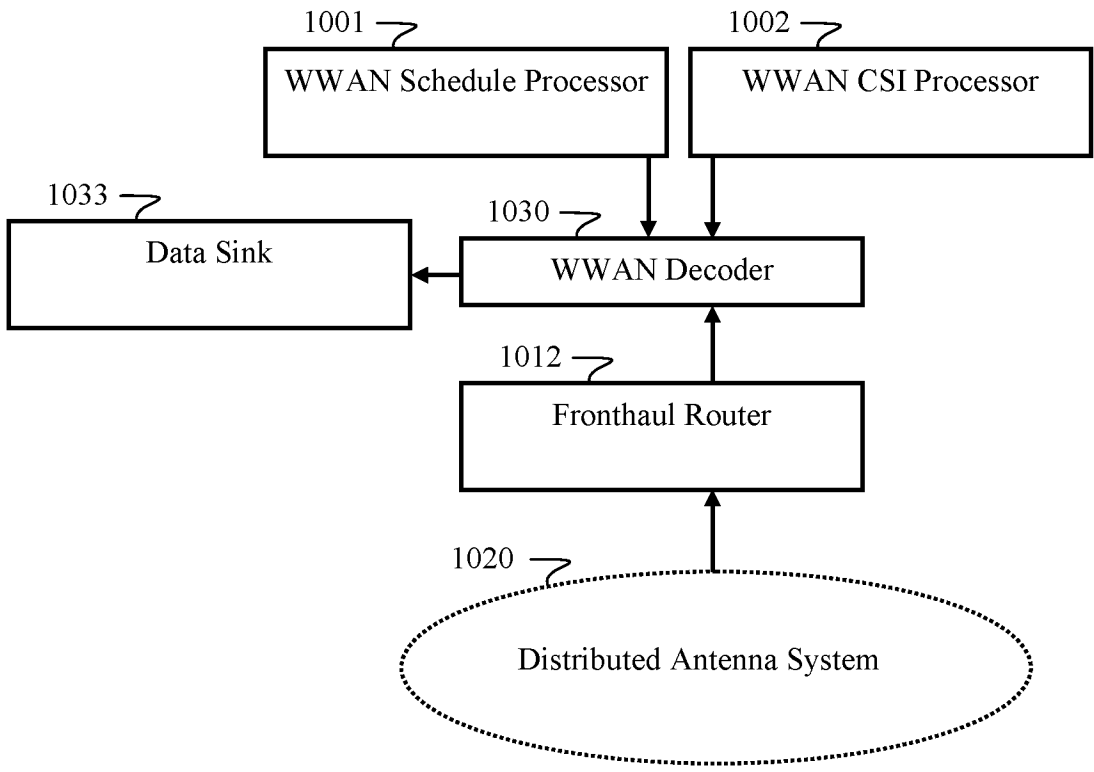 1001
1002
WWAN Schedule Processor
WWAN CSI Processor
1033
1030
Data Sink
WWAN Decoder
1012
Fronthaul Router
1020
Distributed Antenna System